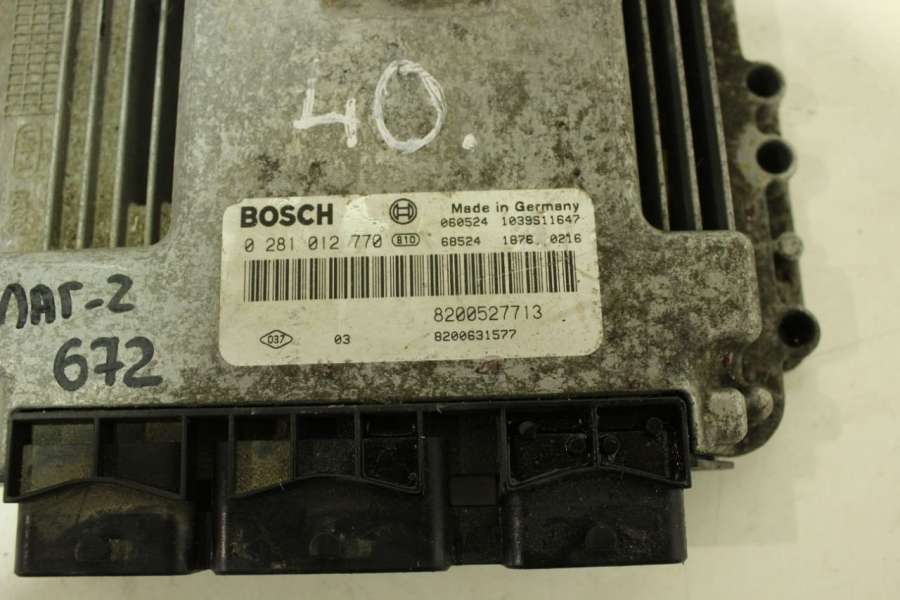 40.
BOSCH
Made in Germany
060524 1039S11647
0 281 012 770 B10 68524 1876 0216
8200527713
037 03 8200631577
ЛАГ-2
672